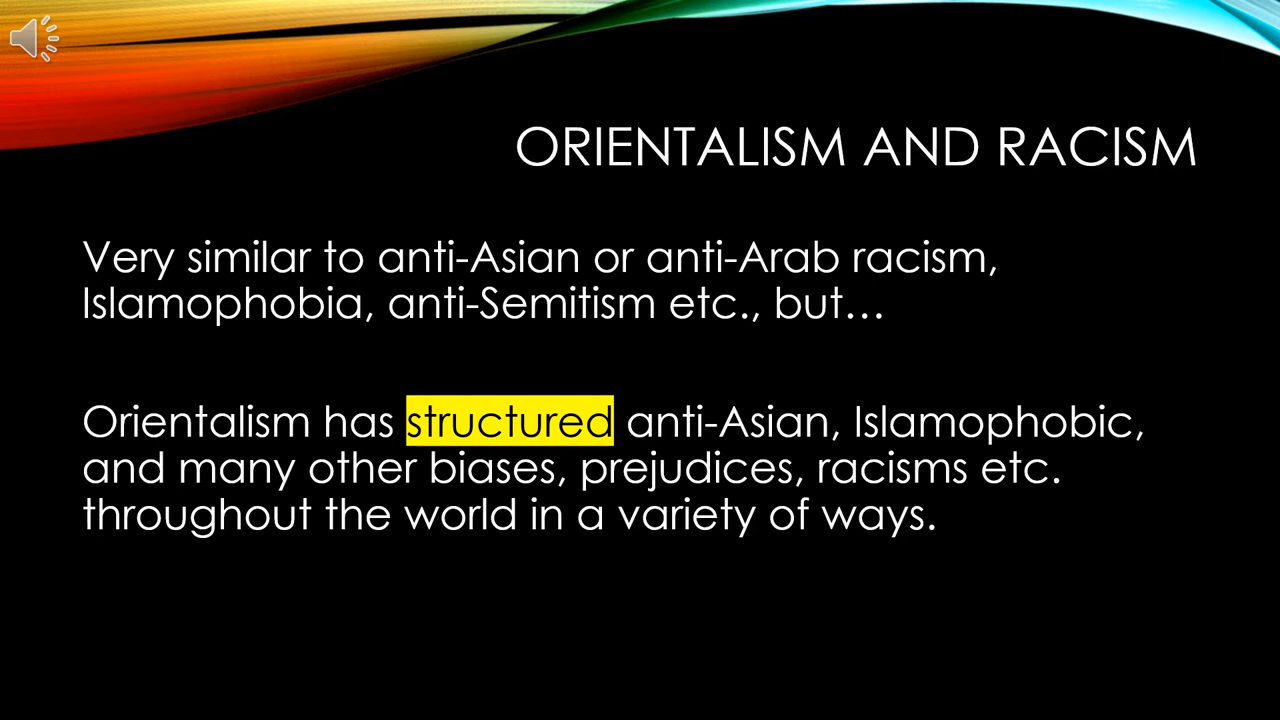 ORIENTALISM AND RACISM
Very similar to anti-Asian or anti-Arab racism,
Islamophobia, anti-Semitism etc., but…
Orientalism has structured anti-Asian, Islamophobic,
and many other biases, prejudices, racisms etc.
throughout the world in a variety of ways.